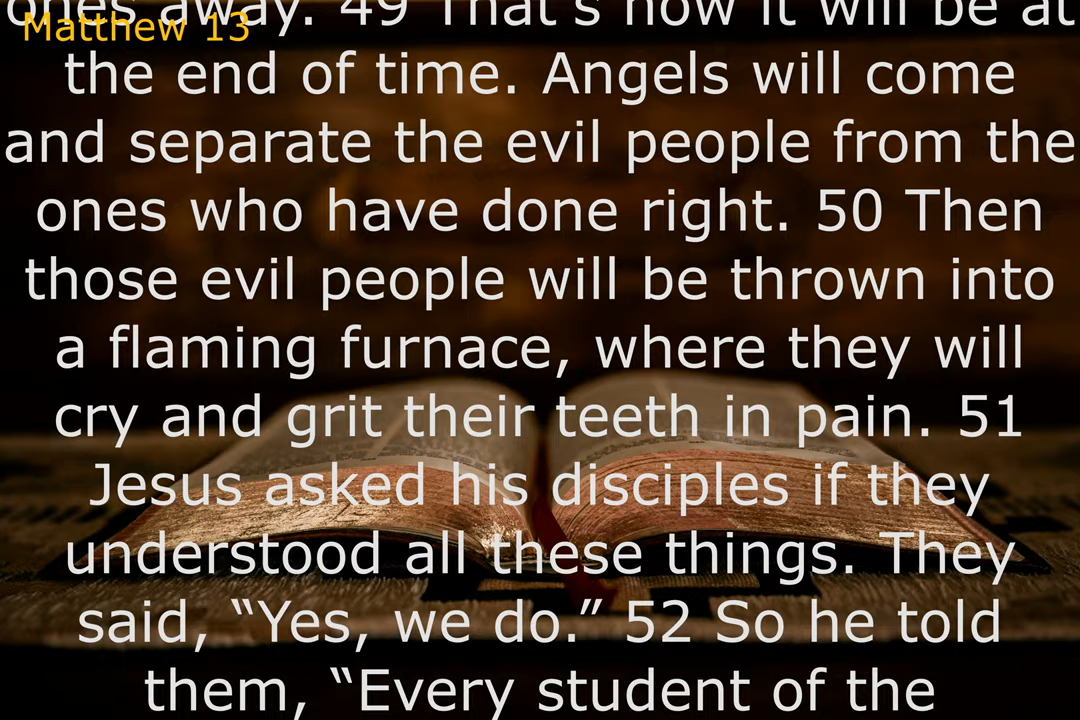 ones away. 49 That's how it will be at
Matthew 13
the end of time. Angels will come
and separate the evil people from the
ones who have done right. 50 Then
those evil people will be thrown into
a flaming furnace, where they will
cry and grit their teeth in pain. 51
Jesus asked his disciples if they
understood all these things. They
said, “Yes, we do.” 52 So he told
them, “Every student of the